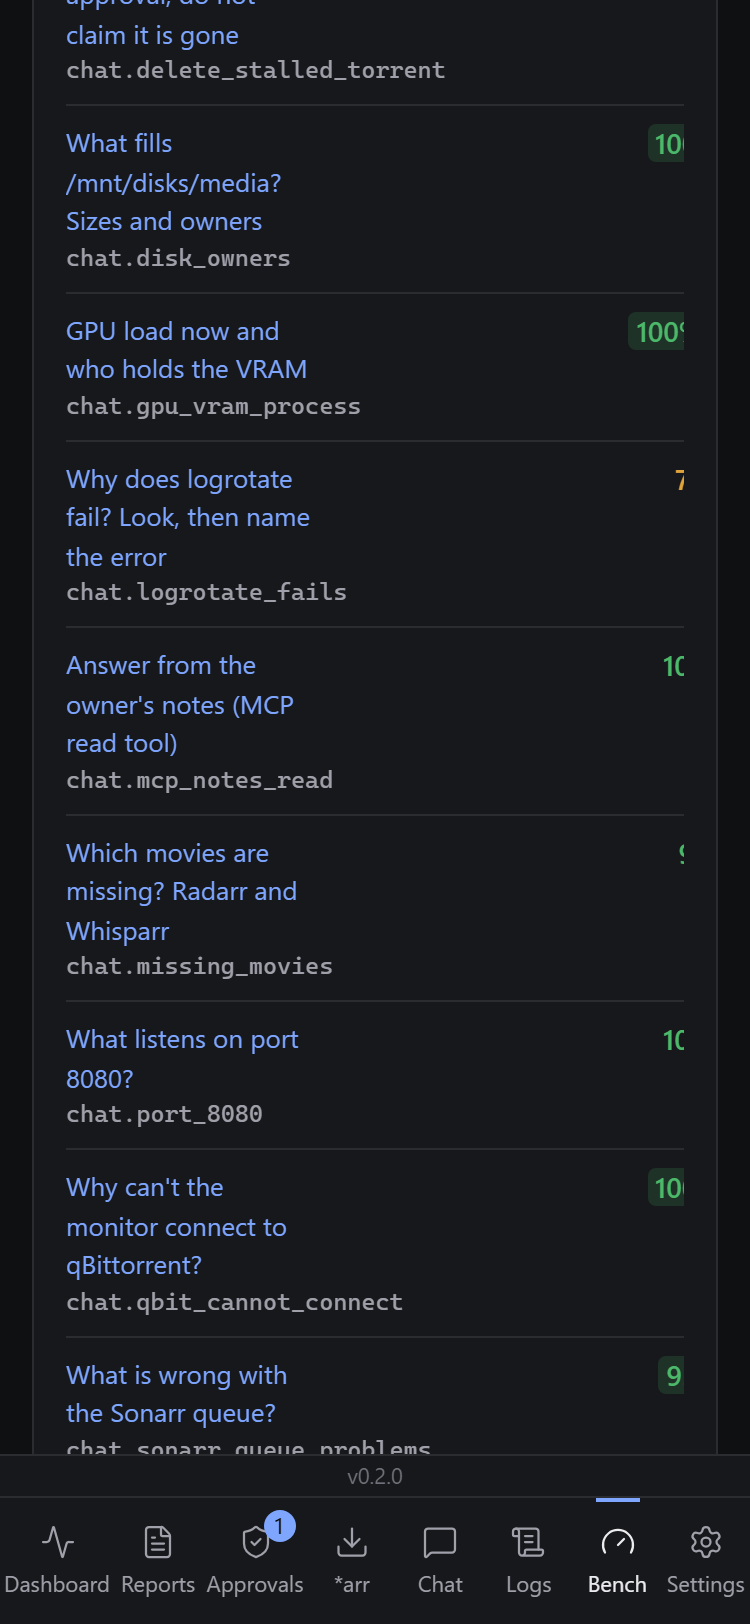 claim it is gone
chat.delete_stalled_torrent
What fills
/mnt/disks/media?
Sizes and owners
chat.disk_owners
GPU load now and
who holds the VRAM
chat.gpu_vram_process
100%
Why does logrotate
fail? Look, then name
the error
chat.logrotate_fails
Answer from the
owner's notes (MCP
read tool)
chat.mcp_notes_read
Which movies are
missing? Radarr and
Whisparr
chat.missing_movies
What listens on port
8080?
chat.port_8080
Why can't the
monitor connect to
qBittorrent?
chat.qbit_cannot_connect
What is wrong with
the Sonarr queue?
chat.sonarr_queue_problems
v0.2.0
1
Dashboard Reports Approvals *arr Chat Logs Bench Settings